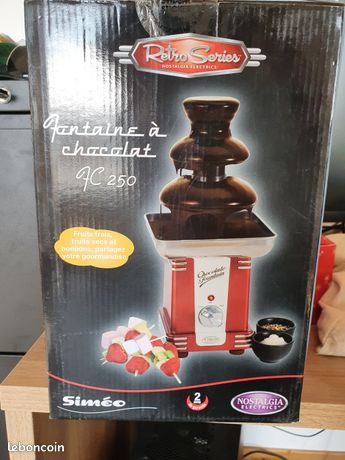 Retro Series
NOSTALGIA ELECTRICS
Fontaine à
chocolat
FC 250
Fruits frais,
fruits secs et
bonbons, partagez
votre gourmandise
Chocolate
Fountain
Siméo
2
NOSTALGIA
ELECTRICS
leboncoin